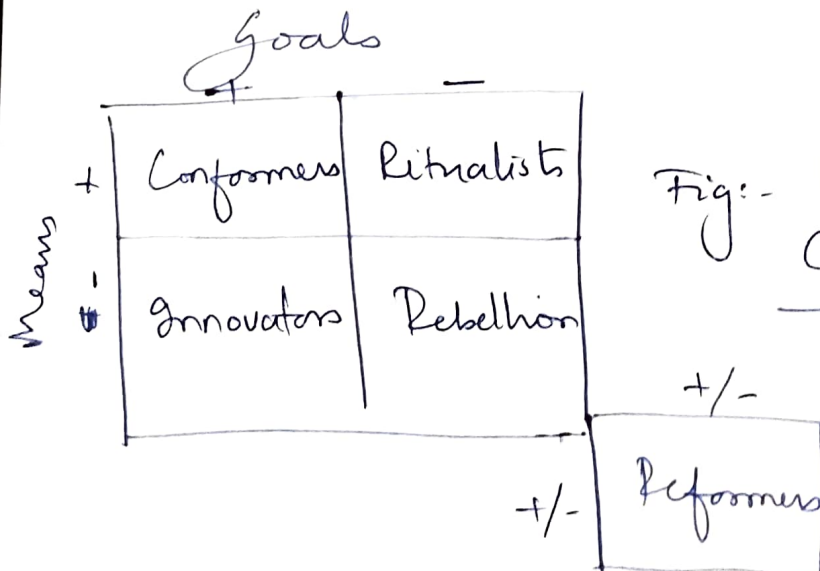 Goals
+ —
+ Conformers Ritualists
Fig:-
Means
- Innovators Rebellion
+/-
+/- Reformers